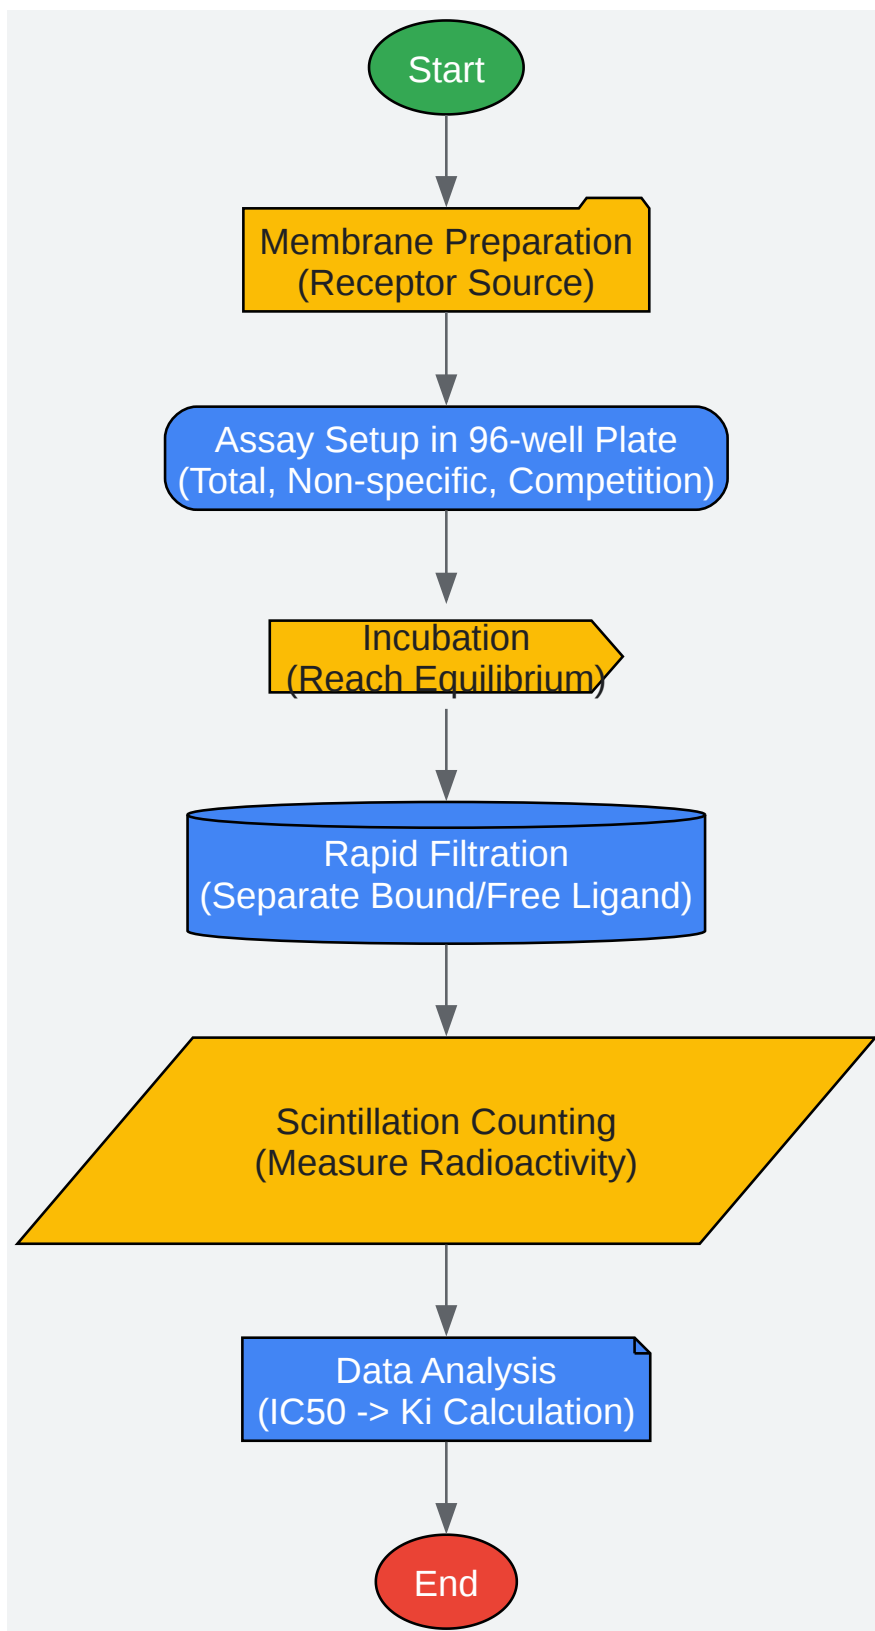 Start
Membrane Preparation
(Receptor Source)
Assay Setup in 96-well Plate
(Total, Non-specific, Competition)
Incubation
(Reach Equilibrium)
Rapid Filtration
(Separate Bound/Free Ligand)
Scintillation Counting
(Measure Radioactivity)
Data Analysis
(IC50 -> Ki Calculation)
End